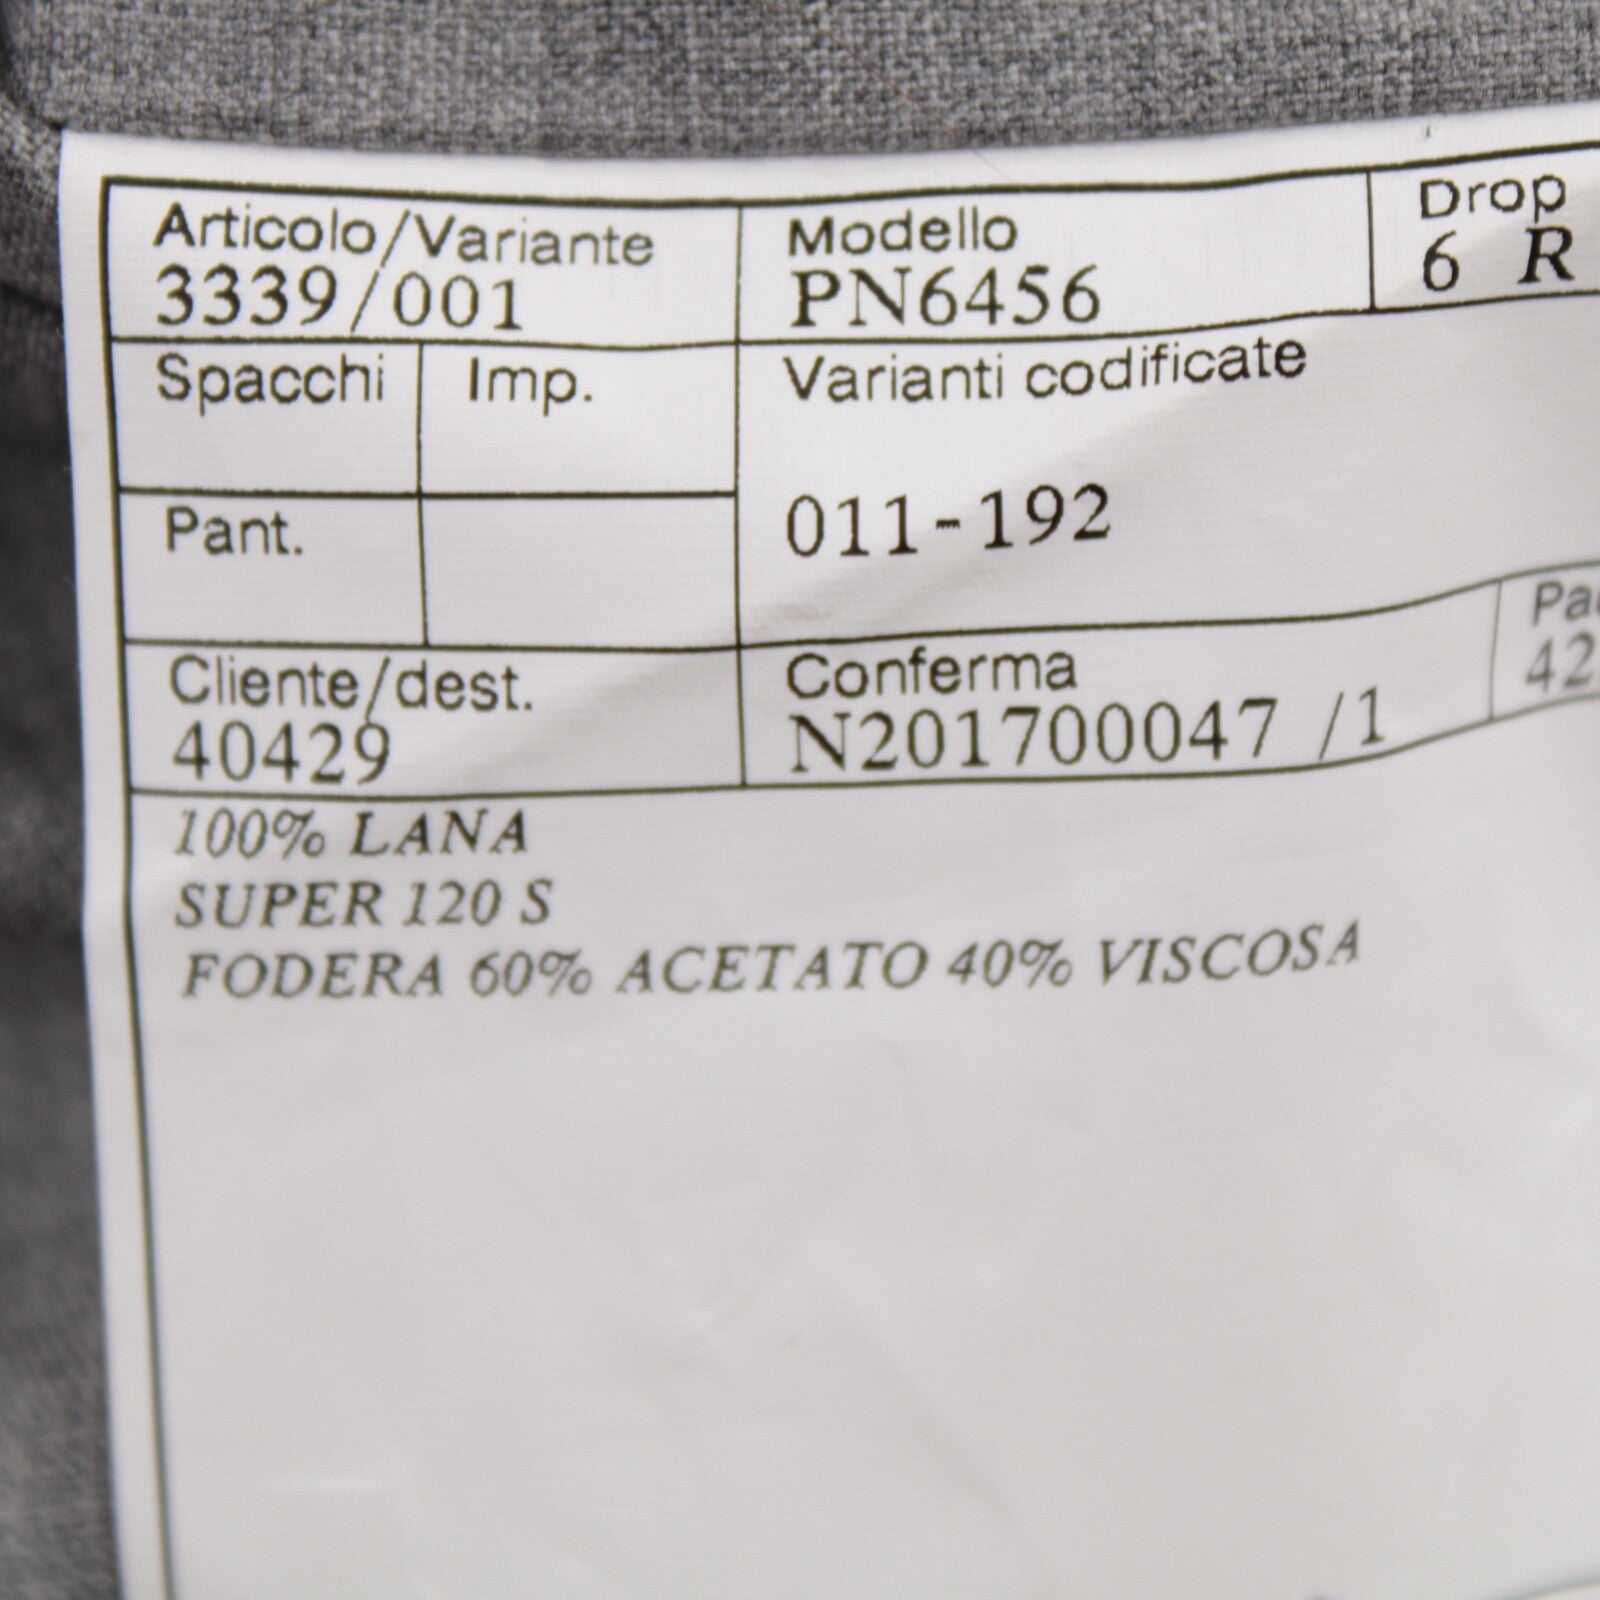 Articolo/Variante Modello Drop
3339/001 PN6456 6 R
Spacchi Imp. Varianti codificate
Pant. 011-192
Cliente/dest. Conferma
40429 N201700047 /1 42
100% LANA
SUPER 120 S
FODERA 60% ACETATO 40% VISCOSA